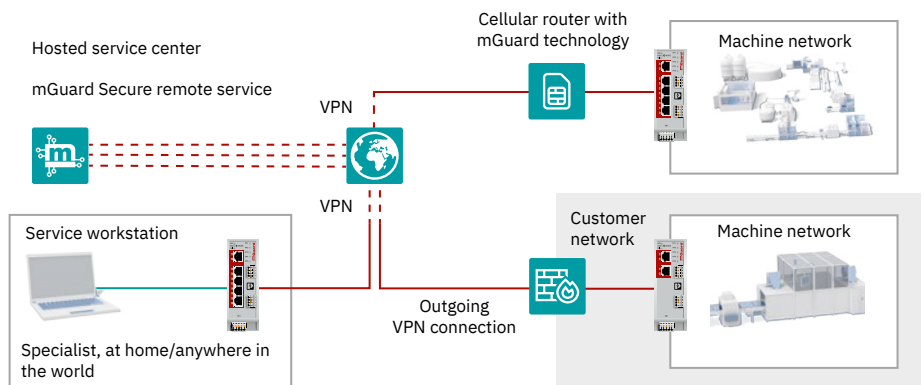 Hosted service center
mGuard Secure remote service
VPN
Cellular router with
mGuard technology
Machine network
m
VPN
Service workstation
Specialist, at home/anywhere in
the world
Outgoing
VPN connection
Customer
network
Machine network